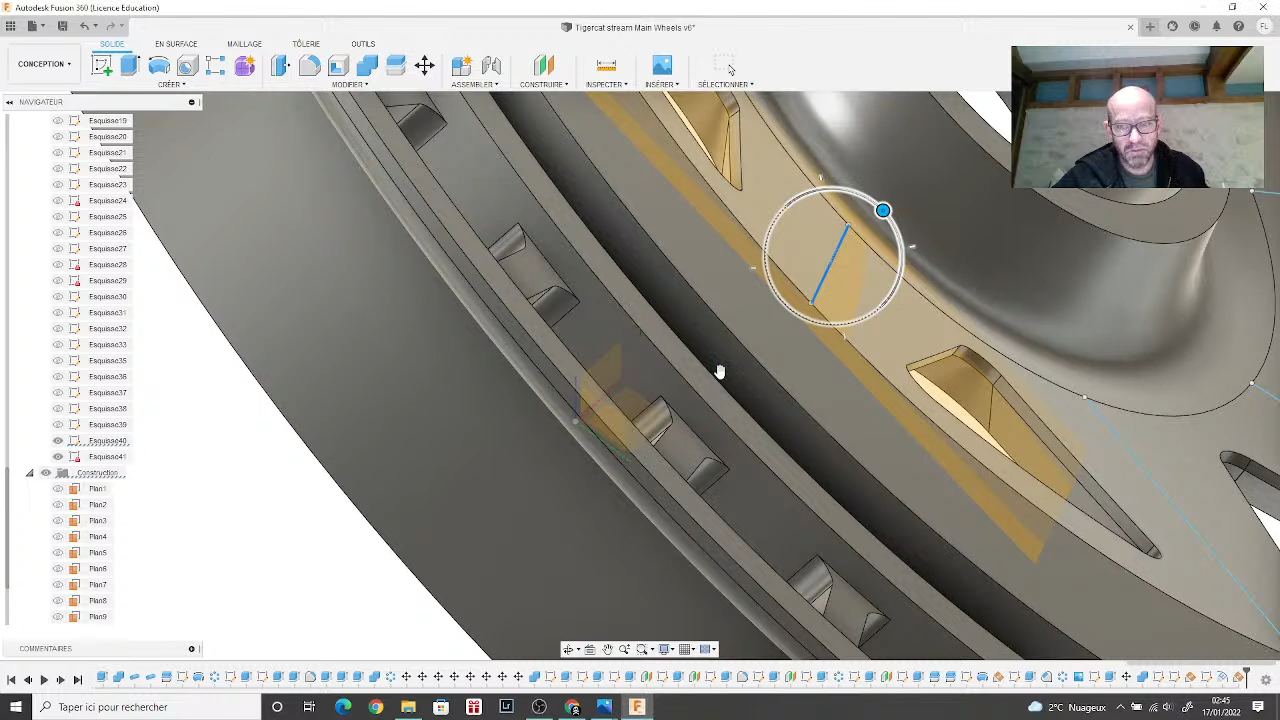 Autodesk Fusion 360 (Licence Education)
Tigercat stream Main Wheels v6*
FL
CONCEPTION
SOLIDE
EN SURFACE
MAILLAGE
TÔLERIE
OUTILS
CRÉER
MODIFIER
ASSEMBLER
CONSTRUIRE
INSPECTER
INSÉRER
SÉLECTIONNER
NAVIGATEUR
Esquisse19
Esquisse20
Esquisse21
Esquisse22
Esquisse23
Esquisse24
Esquisse25
Esquisse26
Esquisse27
Esquisse28
Esquisse29
Esquisse30
Esquisse31
Esquisse32
Esquisse33
Esquisse35
Esquisse36
Esquisse37
Esquisse38
Esquisse39
Esquisse40
Esquisse41
Construction
Plan1
Plan2
Plan3
Plan4
Plan5
Plan6
Plan7
Plan8
Plan9
COMMENTAIRES
Taper ici pour rechercher
2°C Nuageux
02:45
17/01/2022